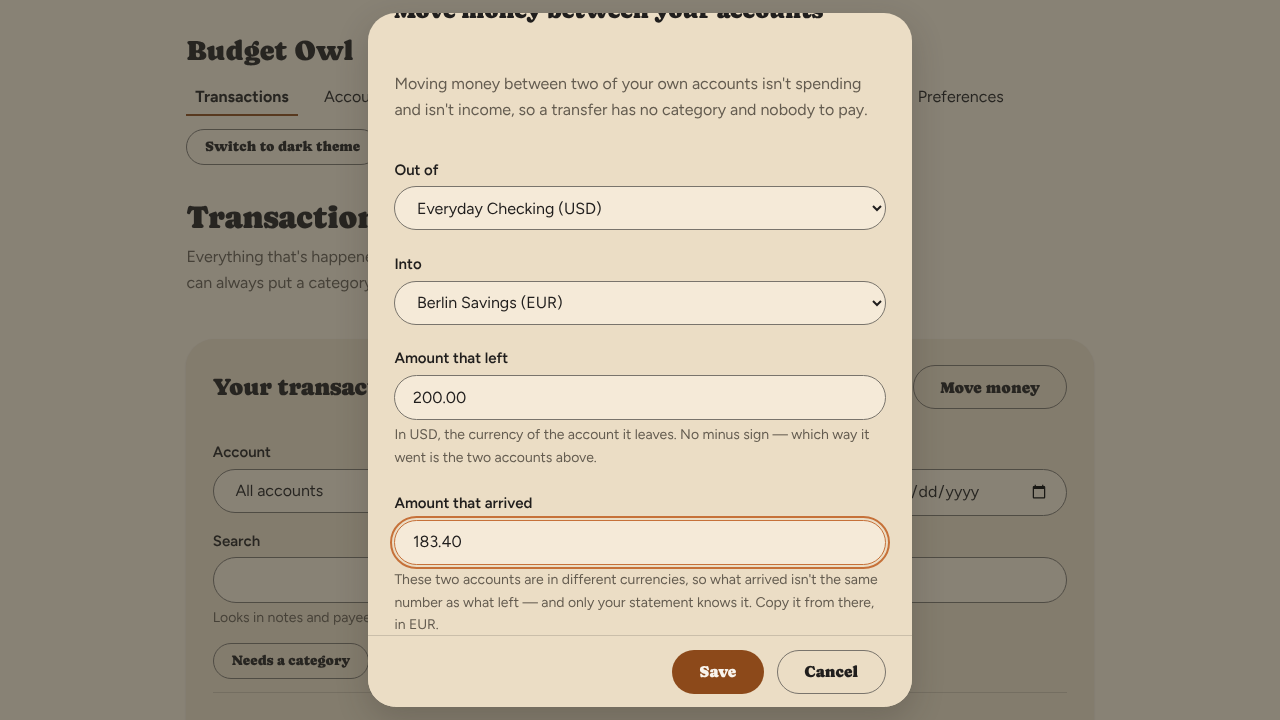 Move money between your accounts
Budget Owl
Transactions
Preferences
Switch to dark theme
Everything that's
can always put a category
Your
Move money
Account
All accounts
/dd/yyyy
Search
Looks in notes and
Needs a category
Moving money between two of your own accounts isn't spending
and isn't income, so a transfer has no category and nobody to pay.
Out of
Everyday Checking (USD)
Into
Berlin Savings (EUR)
Amount that left
200.00
In USD, the currency of the account it leaves. No minus sign — which way it
went is the two accounts above.
Amount that arrived
183.40
These two accounts are in different currencies, so what arrived isn't the same
number as what left — and only your statement knows it. Copy it from there,
in EUR.
Save
Cancel